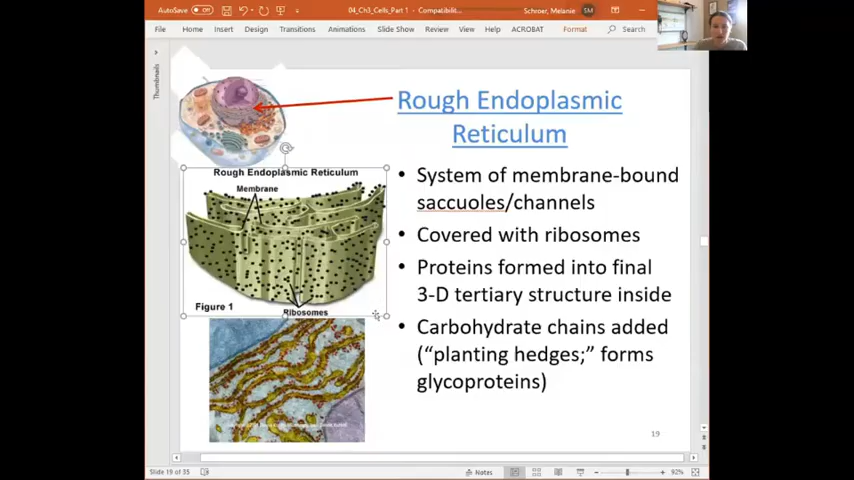 AutoSave Off 04_Ch3_Cells_Part 1 - Compatibilit... Schroer, Melanie SM
File Home Insert Design Transitions Animations Slide Show Review View Help ACROBAT Format Search
Thumbnails
Rough Endoplasmic
Reticulum
Rough Endoplasmic Reticulum
Membrane
Figure 1
Ribosomes
• System of membrane-bound
saccuoles/channels
• Covered with ribosomes
• Proteins formed into final
3-D tertiary structure inside
• Carbohydrate chains added
(“planting hedges;” forms
glycoproteins)
19
Slide 19 of 35 Notes 92%